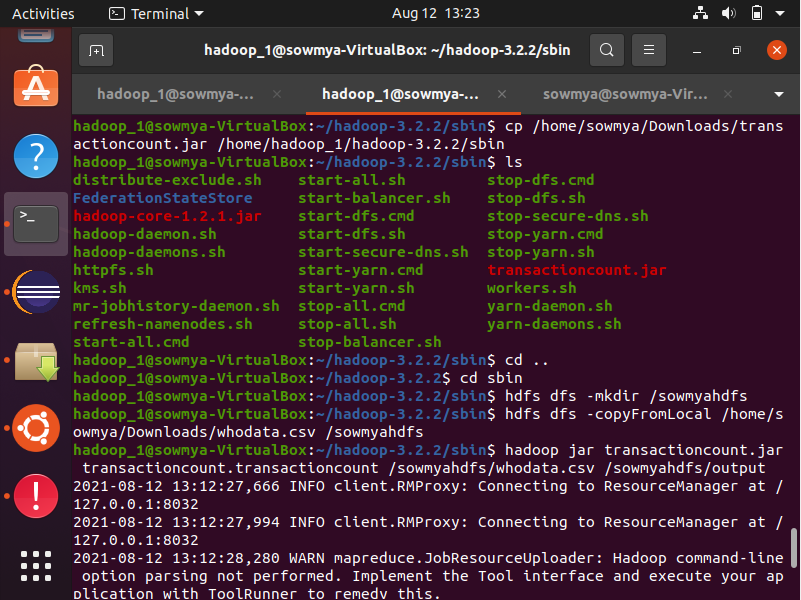 Activities Terminal Aug 12 13:23
hadoop_1@sowmya-VirtualBox: ~/hadoop-3.2.2/sbin
hadoop_1@sowmya-... hadoop_1@sowmya-... sowmya@sowmya-Vir...
hadoop_1@sowmya-VirtualBox:~/hadoop-3.2.2/sbin$ cp /home/sowmya/Downloads/trans
actioncount.jar /home/hadoop_1/hadoop-3.2.2/sbin
hadoop_1@sowmya-VirtualBox:~/hadoop-3.2.2/sbin$ ls
distribute-exclude.sh start-all.sh stop-dfs.cmd
FederationStateStore start-balancer.sh stop-dfs.sh
hadoop-core-1.2.1.jar start-dfs.cmd stop-secure-dns.sh
hadoop-daemon.sh start-dfs.sh stop-yarn.cmd
hadoop-daemons.sh start-secure-dns.sh stop-yarn.sh
httpfs.sh start-yarn.cmd transactioncount.jar
kms.sh start-yarn.sh workers.sh
mr-jobhistory-daemon.sh stop-all.cmd yarn-daemon.sh
refresh-namenodes.sh stop-all.sh yarn-daemons.sh
start-all.cmd stop-balancer.sh
hadoop_1@sowmya-VirtualBox:~/hadoop-3.2.2/sbin$ cd ..
hadoop_1@sowmya-VirtualBox:~/hadoop-3.2.2$ cd sbin
hadoop_1@sowmya-VirtualBox:~/hadoop-3.2.2/sbin$ hdfs dfs -mkdir /sowmyahdfs
hadoop_1@sowmya-VirtualBox:~/hadoop-3.2.2/sbin$ hdfs dfs -copyFromLocal /home/s
owmya/Downloads/whodata.csv /sowmyahdfs
hadoop_1@sowmya-VirtualBox:~/hadoop-3.2.2/sbin$ hadoop jar transactioncount.jar
transactioncount.transactioncount /sowmyahdfs/whodata.csv /sowmyahdfs/output
2021-08-12 13:12:27,666 INFO client.RMProxy: Connecting to ResourceManager at /
127.0.0.1:8032
2021-08-12 13:12:27,994 INFO client.RMProxy: Connecting to ResourceManager at /
127.0.0.1:8032
2021-08-12 13:12:28,280 WARN mapreduce.JobResourceUploader: Hadoop command-line
option parsing not performed. Implement the Tool interface and execute your ap
plication with ToolRunner to remedy this.